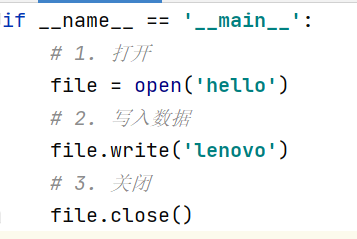 if __name__ == '__main__':
    # 1. 打开
    file = open('hello')
    # 2. 写入数据
    file.write('lenovo')
    # 3. 关闭
    file.close()